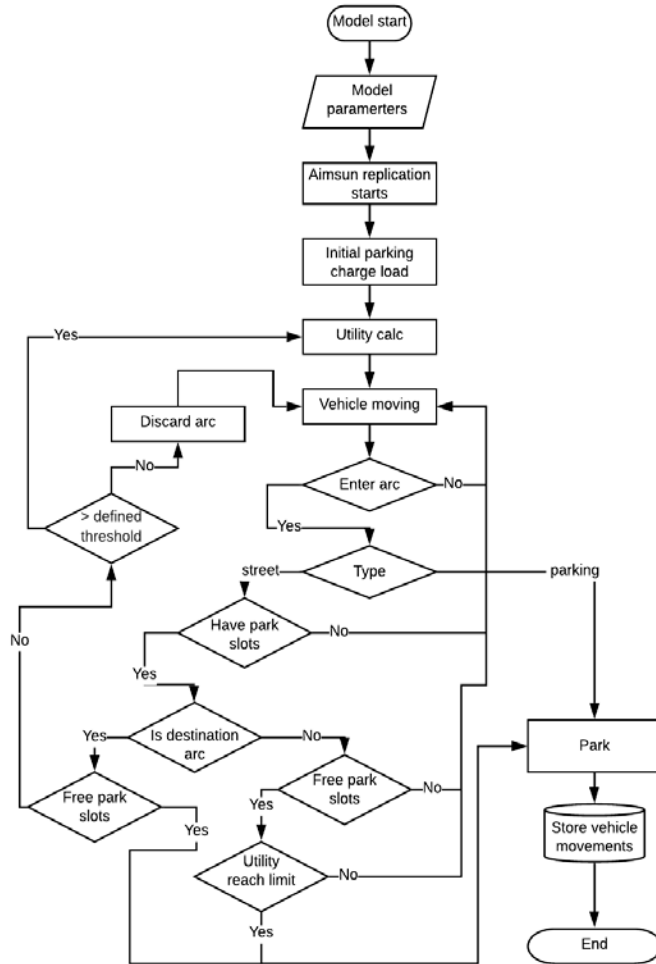 Model start
Model
paramerters
Aimsun replication
starts
Initial parking
charge load
Yes
Utility calc
Discard arc
Vehicle moving
No
Enter arc
No
> defined
threshold
Yes
street
Type
parking
No
Have park
slots
No
Yes
Yes
Is destination
arc
No
Park
Free park
slots
Yes
Yes
Free park
slots
No
Store vehicle
movements
Utility
reach limit
No
Yes
End